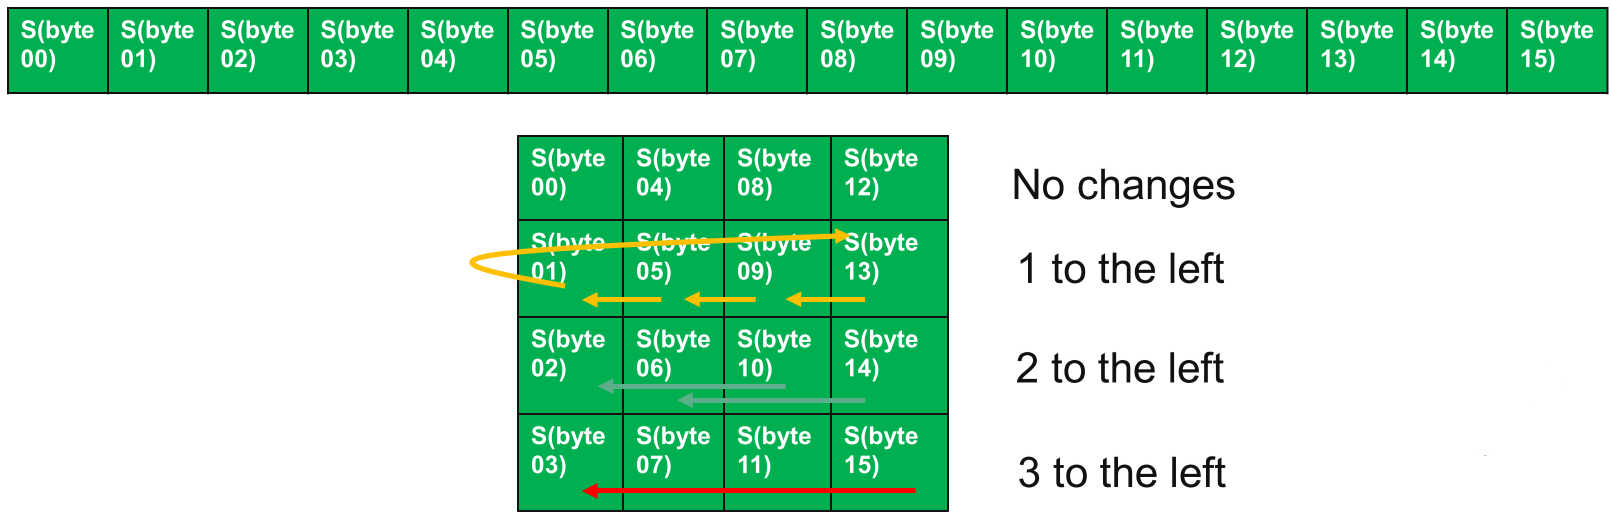 S(byte S(byte S(byte S(byte S(byte S(byte S(byte S(byte S(byte S(byte S(byte S(byte S(byte S(byte S(byte S(byte
00) 01) 02) 03) 04) 05) 06) 07) 08) 09) 10) 11) 12) 13) 14) 15)
S(byte S(byte S(byte S(byte
00) 04) 08) 12)
No changes
S(byte S(byte S(byte S(byte
01) 05) 09) 13)
1 to the left
S(byte S(byte S(byte S(byte
02) 06) 10) 14)
2 to the left
S(byte S(byte S(byte S(byte
03) 07) 11) 15)
3 to the left